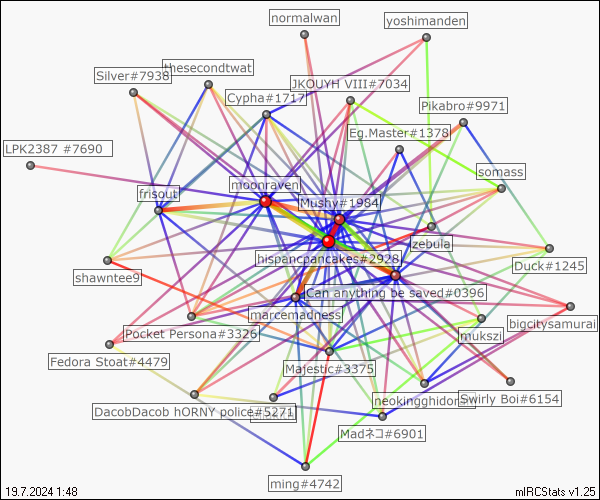 normalwan
yoshimanden
thesecondtwat
Silver#7938
JKOUYH VIII#7034
Cypha#1717
Pikabro#9971
Eg.Master#1378
LPK2387 #7690
somass
moonraven
frisout
Mushy#1984
zebula
hispancpancakes#2928
Duck#1245
shawntee9
Can anything be saved#0396
marcemadness
bigcitysamurai
Pocket Persona#3326
mukszi
Fedora Stoat#4479
Majestic#3375
neokingghidora
Swirly Boi#6154
DacobDacob hORNY police#5271
Madネコ#6901
ming#4742
19.7.2024 1:48
mIRCStats v1.25